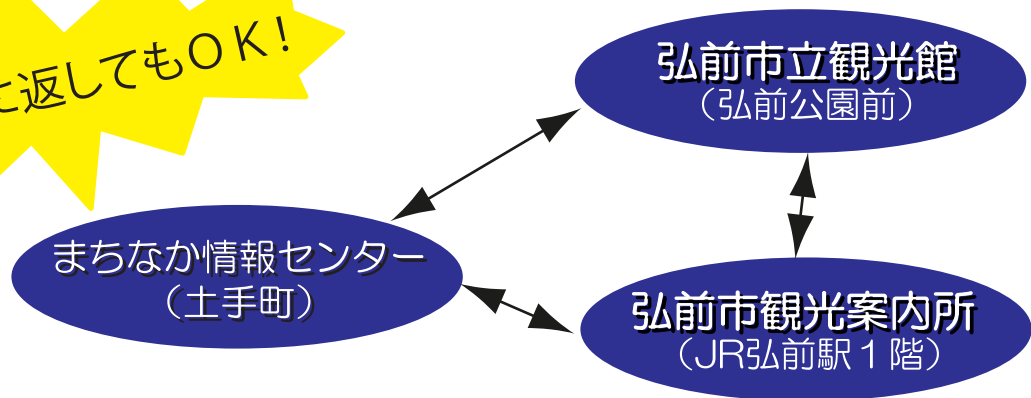 に返してもＯＫ！
弘前市立観光館
（弘前公園前）
まちなか情報センター
（土手町）
弘前市観光案内所
（JR弘前駅１階）